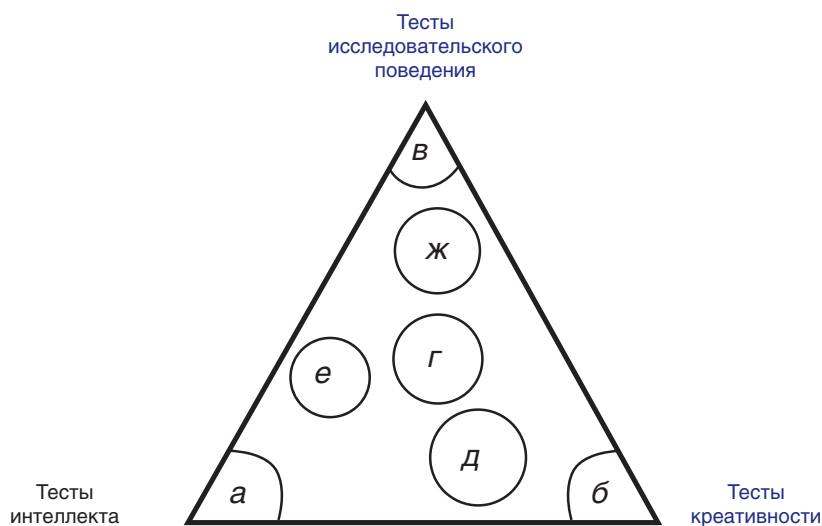 Тесты
исследовательского
поведения
в
ж
г
е
д
а
б
Тесты
интеллекта
Тесты
креативности